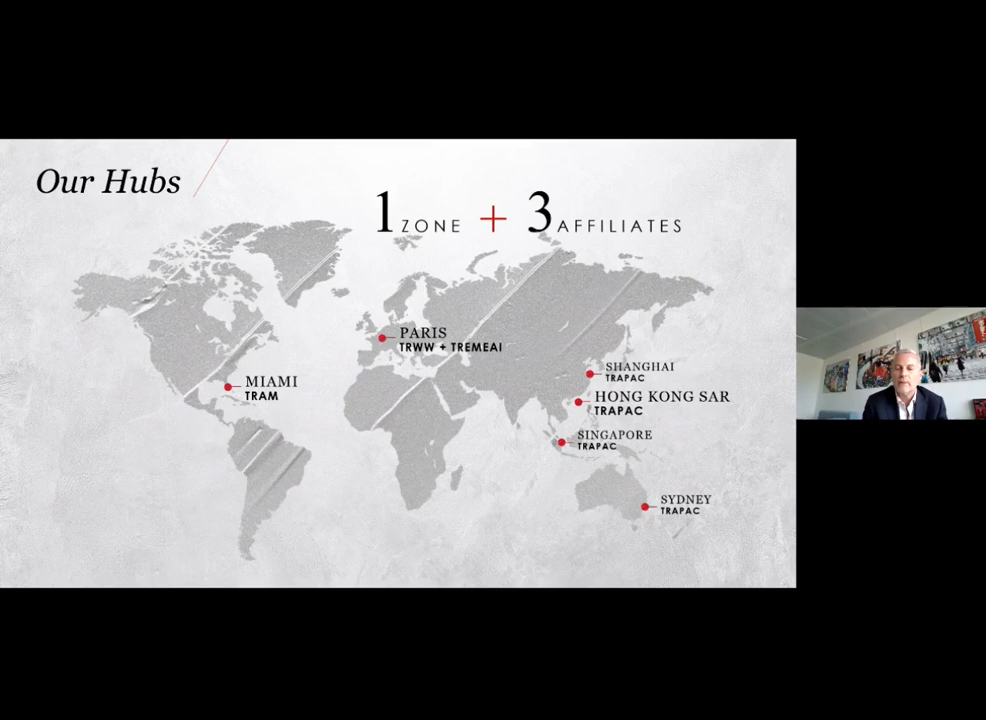 Our Hubs
1 ZONE + 3 AFFILIATES
PARIS
TRWW + TREMEAI
MIAMI
TRAM
SHANGHAI
TRAPAC
HONG KONG SAR
TRAPAC
SINGAPORE
TRAPAC
SYDNEY
TRAPAC